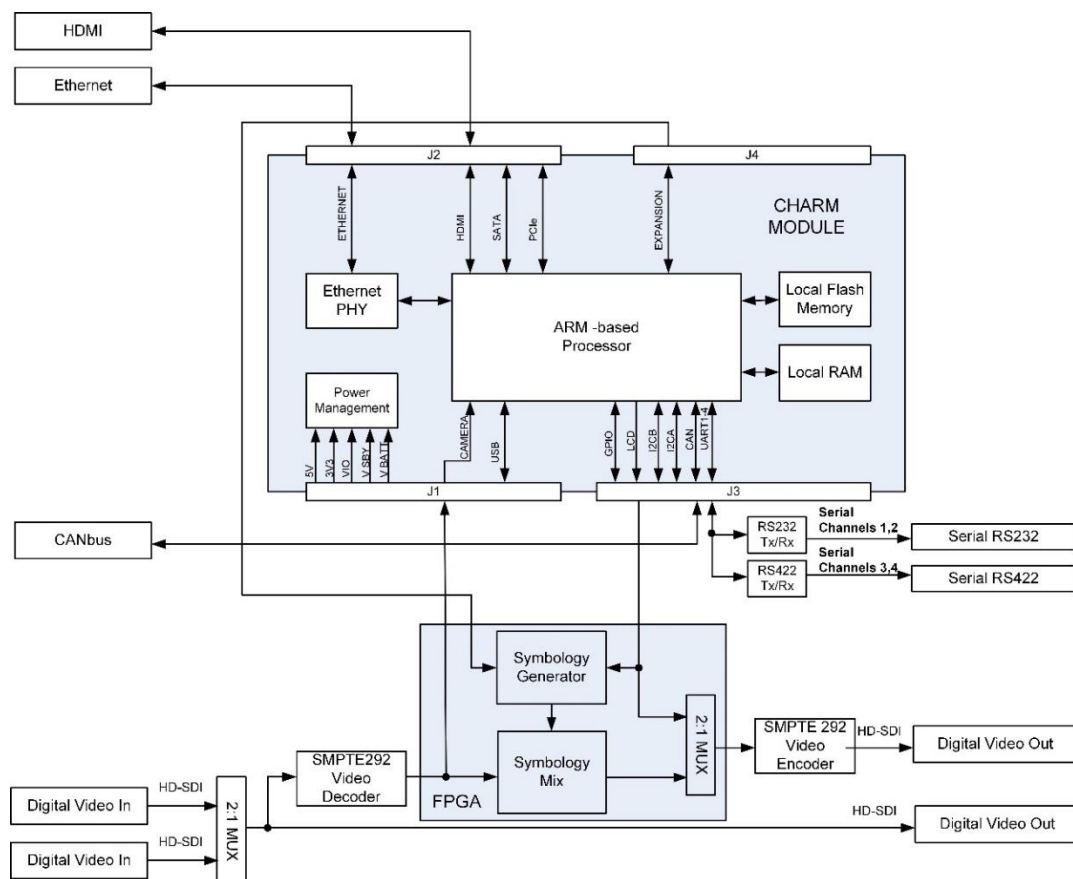 HDMI
Ethernet
J2
J4
CHARM
MODULE
ETHERNET
HDMI
SATA
PCIe
EXPANSION
Ethernet
PHY
ARM -based
Processor
Local Flash
Memory
Local RAM
Power
Management
5V
3V3
VIO
V SBY
V BATT
CAMERA
USB
GPIO
LCD
I2CB
I2CA
CAN
UART1-4
J1
J3
CANbus
RS232
Tx/Rx
Serial
Channels 1,2
Serial RS232
RS422
Tx/Rx
Serial
Channels 3,4
Serial RS422
Symbology
Generator
Symbology
Mix
FPGA
2:1 MUX
SMPTE 292
Video
Encoder
HD-SDI
Digital Video Out
SMPTE292
Video
Decoder
Digital Video In
HD-SDI
2:1 MUX
HD-SDI
Digital Video Out
Digital Video In
HD-SDI